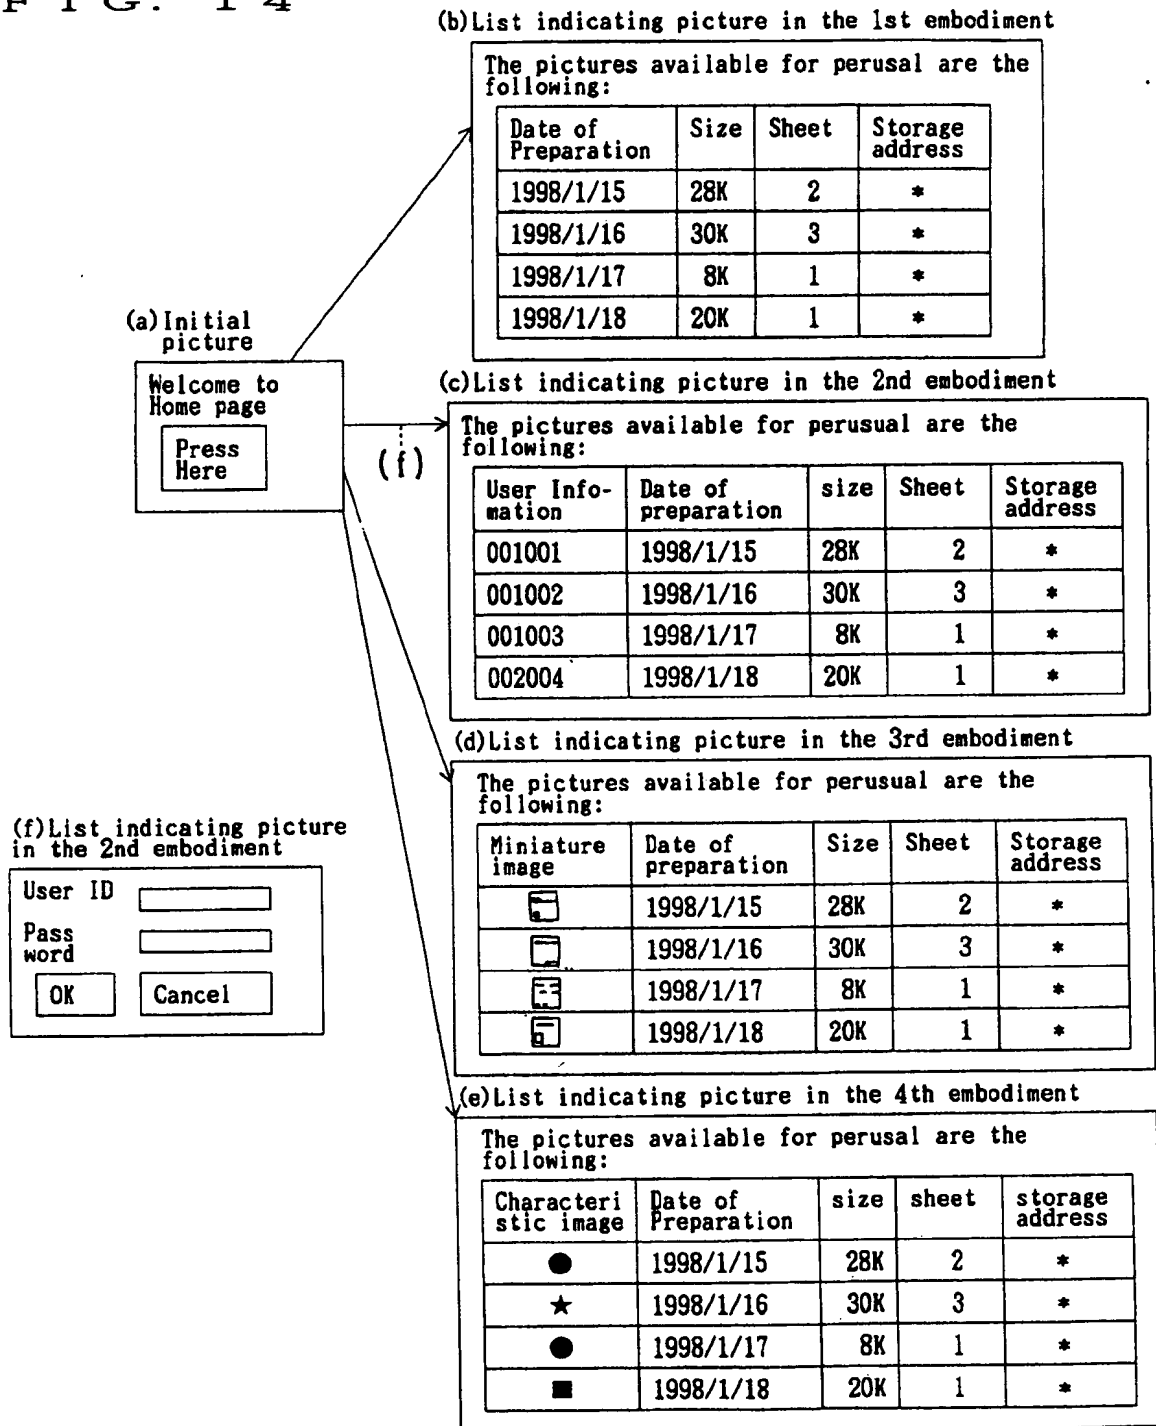 FIG. 14
(b)List indicating picture in the 1st embodiment
The pictures available for perusal are the
following:
Date of Preparation Size Sheet Storage address
1998/1/15 28K 2 *
1998/1/16 30K 3 *
1998/1/17 8K 1 *
1998/1/18 20K 1 *
(a)Initial
picture
Welcome to
Home page
Press
Here
(f)
(c)List indicating picture in the 2nd embodiment
The pictures available for perusual are the
following:
User Info-mation Date of preparation size Sheet Storage address
001001 1998/1/15 28K 2 *
001002 1998/1/16 30K 3 *
001003 1998/1/17 8K 1 *
002004 1998/1/18 20K 1 *
(d)List indicating picture in the 3rd embodiment
The pictures available for perusual are the
following:
Miniature image Date of preparation Size Sheet Storage address
1998/1/15 28K 2 *
1998/1/16 30K 3 *
1998/1/17 8K 1 *
1998/1/18 20K 1 *
(f)List indicating picture
in the 2nd embodiment
User ID
Pass
word
OK Cancel
(e)List indicating picture in the 4th embodiment
The pictures available for perusal are the
following:
Characteri stic image Date of Preparation size sheet storage address
● 1998/1/15 28K 2 *
★ 1998/1/16 30K 3 *
● 1998/1/17 8K 1 *
■ 1998/1/18 20K 1 *